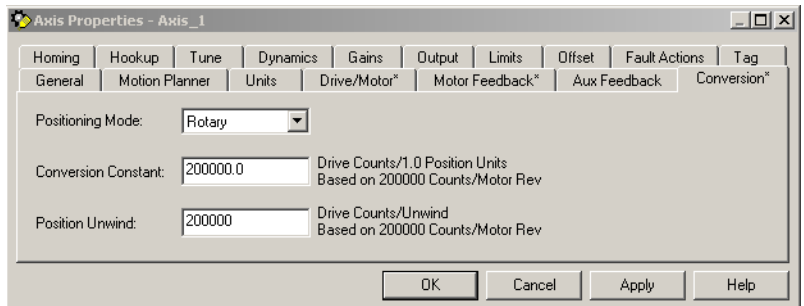 Axis Properties - Axis_1
Homing Hookup Tune Dynamics Gains Output Limits Offset Fault Actions Tag
General Motion Planner Units Drive/Motor* Motor Feedback* Aux Feedback Conversion*
Positioning Mode: Rotary
Conversion Constant: 200000.0 Drive Counts/1.0 Position Units
Based on 200000 Counts/Motor Rev
Position Unwind: 200000 Drive Counts/Unwind
Based on 200000 Counts/Motor Rev
OK Cancel Apply Help